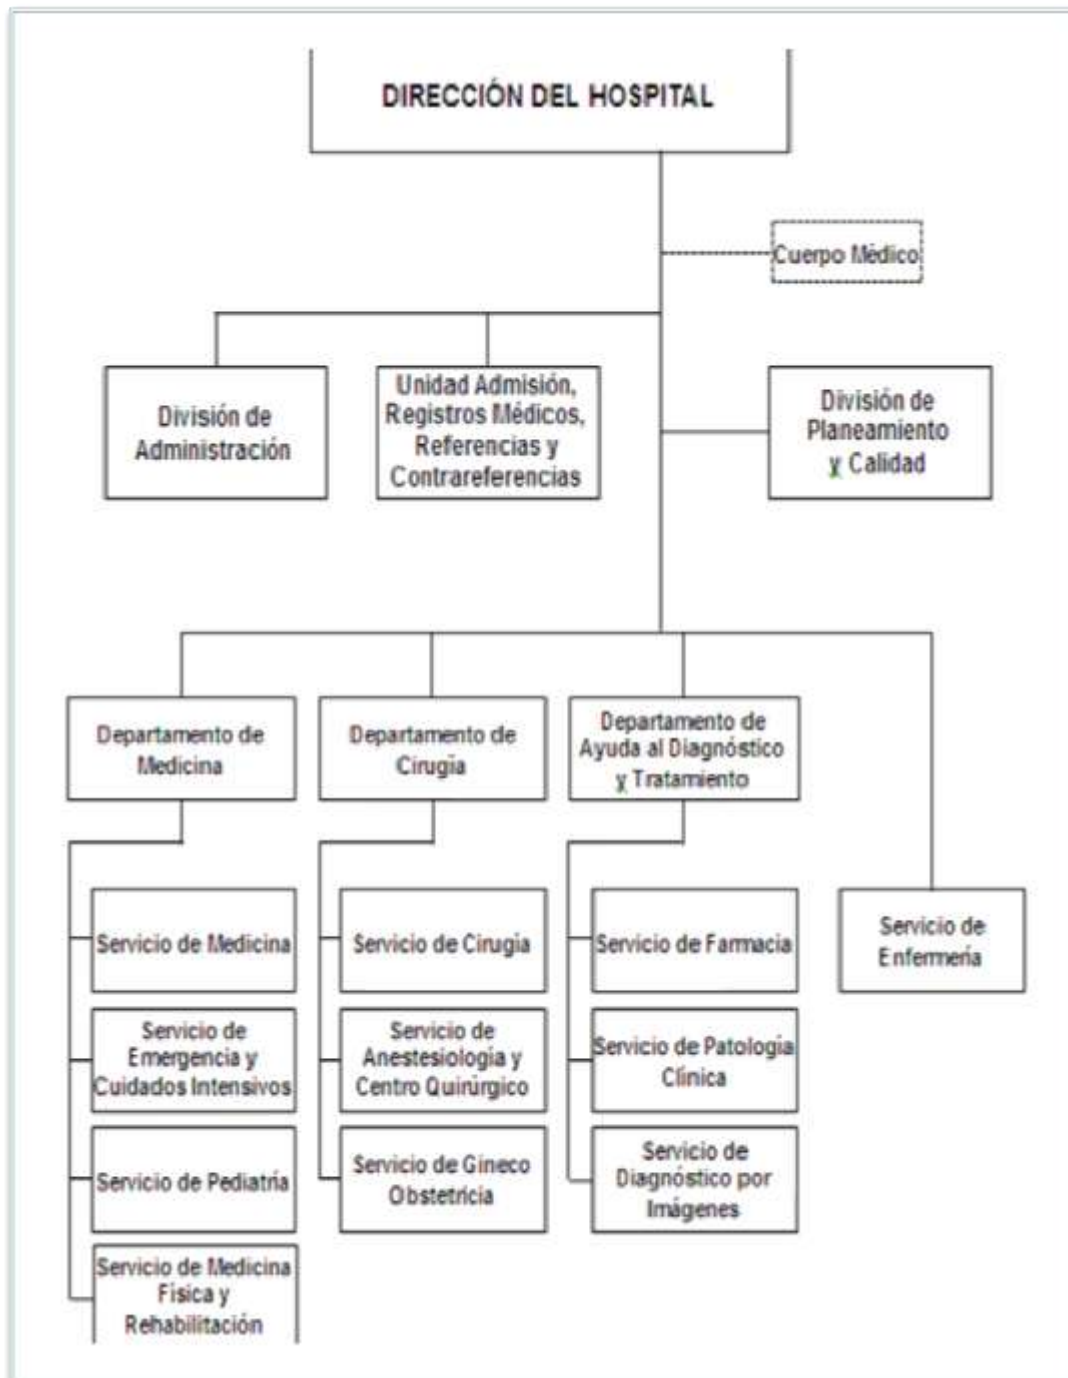 DIRECCIÓN DEL HOSPITAL
Cuerpo Médico
División de
Administración
Unidad Admisión,
Registros Médicos,
Referencias y
Contrareferencias
División de
Planeamiento
y Calidad
Departamento de
Medicina
Departamento de
Cirugía
Departamento de
Ayuda al Diagnóstico
y Tratamiento
Servicio de Medicina
Servicio de
Emergencia y
Cuidados Intensivos
Servicio de Pediatría
Servicio de Medicina
Física y
Rehabilitación
Servicio de Cirugía
Servicio de
Anestesiología y
Centro Quirúrgico
Servicio de Gineco
Obstetricia
Servicio de Farmacia
Servicio de Patología
Clínica
Servicio de
Diagnóstico por
Imágenes
Servicio de
Enfermería